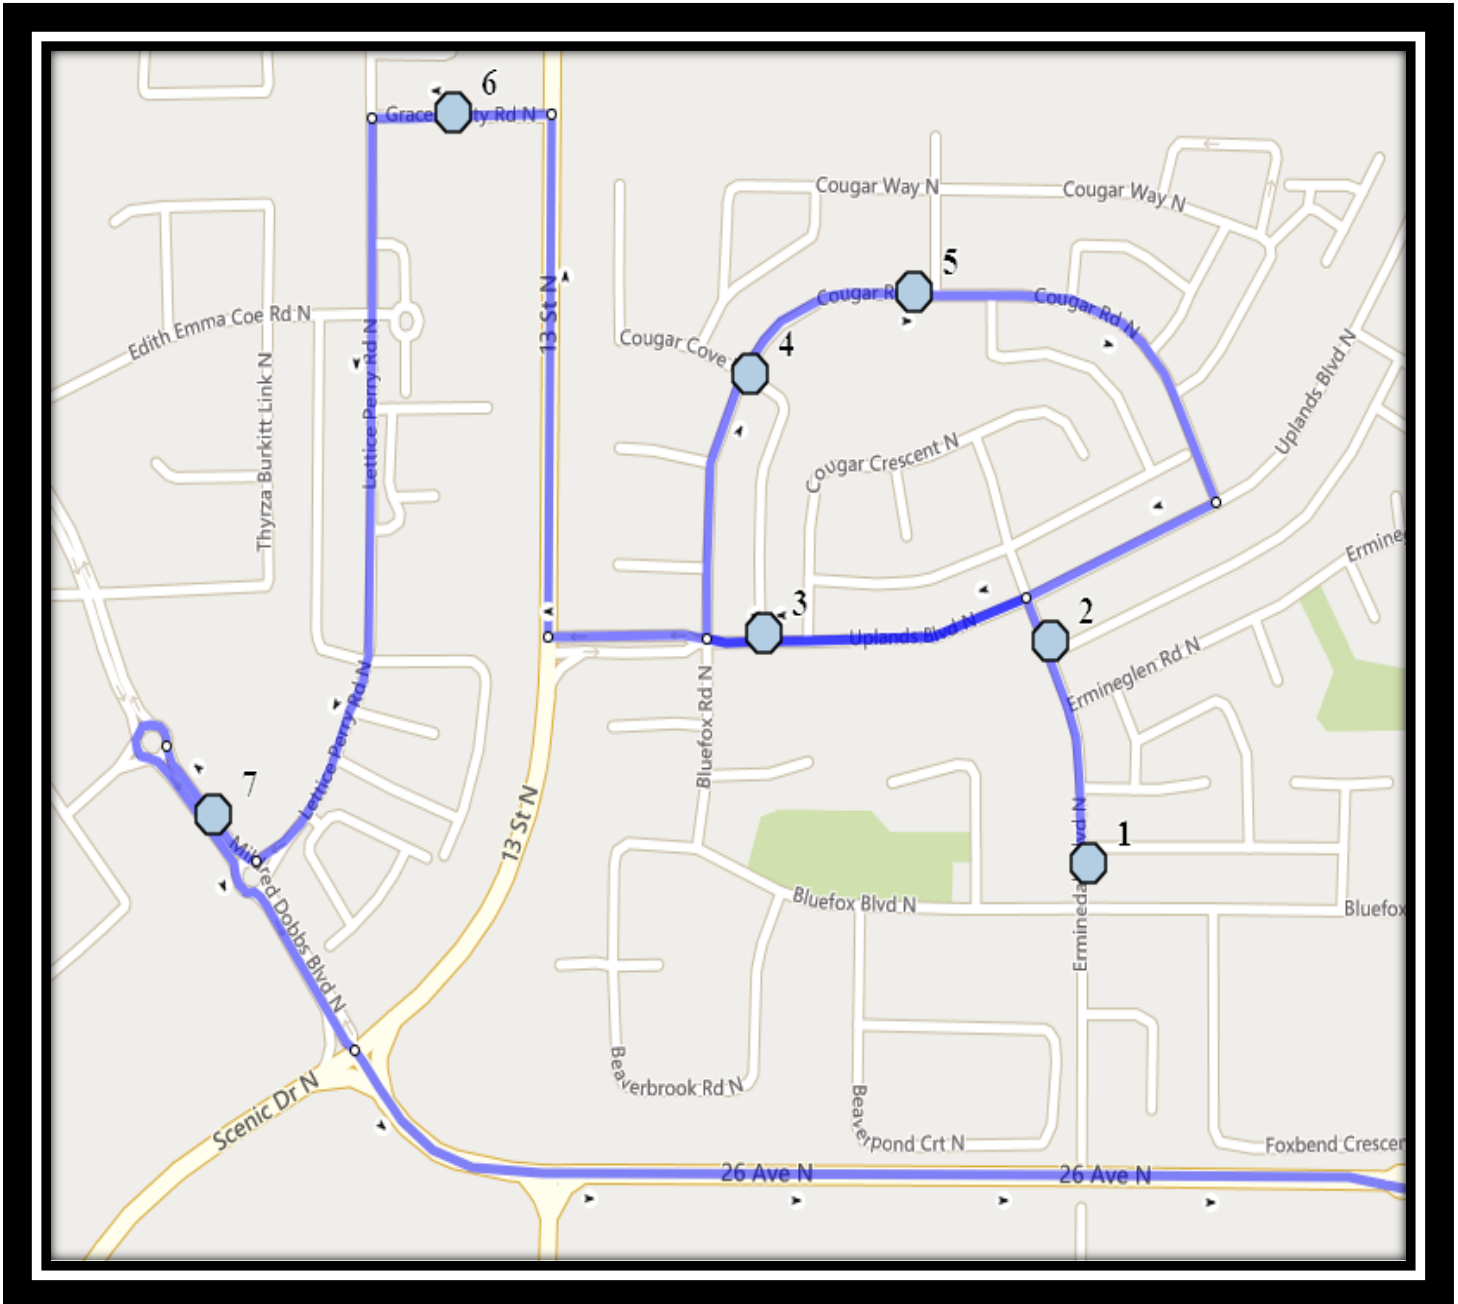 6
Grace
ty Rd N
Cougar Way N
Cougar Way N
5
13 St N
Cougar R
Cougar Rd N
Edith Emma Coe Rd N
Lettice Perry Rd N
Cougar Cove
4
Uplands Blvd N
Thyrza Burkitt Link N
Cougar Crescent N
Ermine
3
2
Uplands Blvd N
Ermineglen Rd N
Lettice Perry Rd N
Bluefox Rd N
7
13 St N
vd N
1
Mildred Dobbs Blvd N
Ermineda
Bluefox Blvd N
Bluefox
Beaverbrook Rd N
Scenic Dr N
Beaverpond Crt N
Foxbend Crescen
26 Ave N
26 Ave N